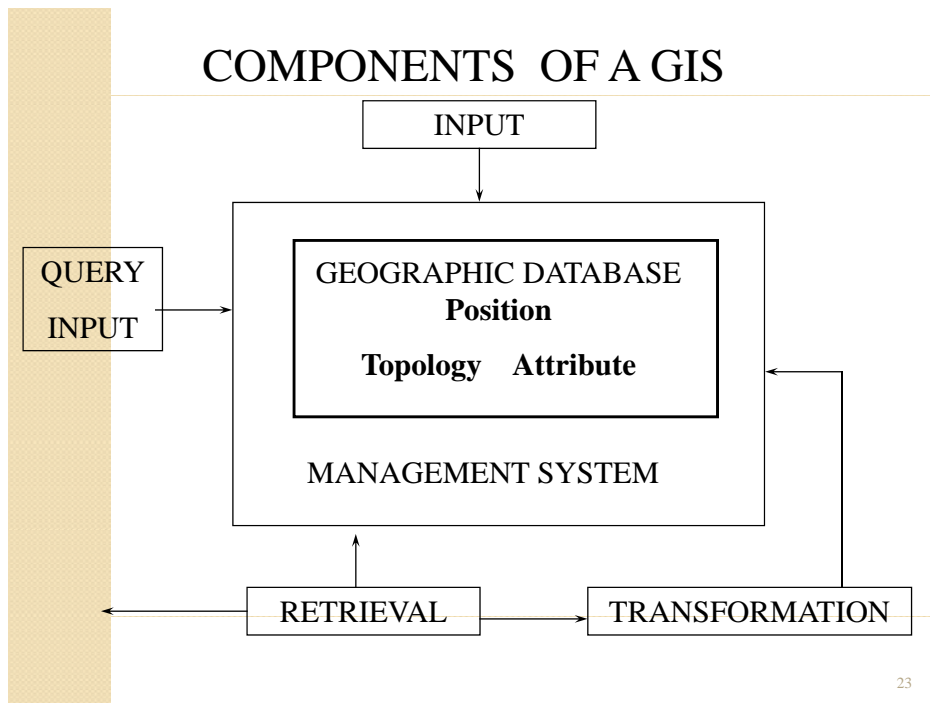 COMPONENTS OF A GIS
INPUT
QUERY
INPUT
GEOGRAPHIC DATABASE
Position
Topology Attribute
MANAGEMENT SYSTEM
RETRIEVAL
TRANSFORMATION
23